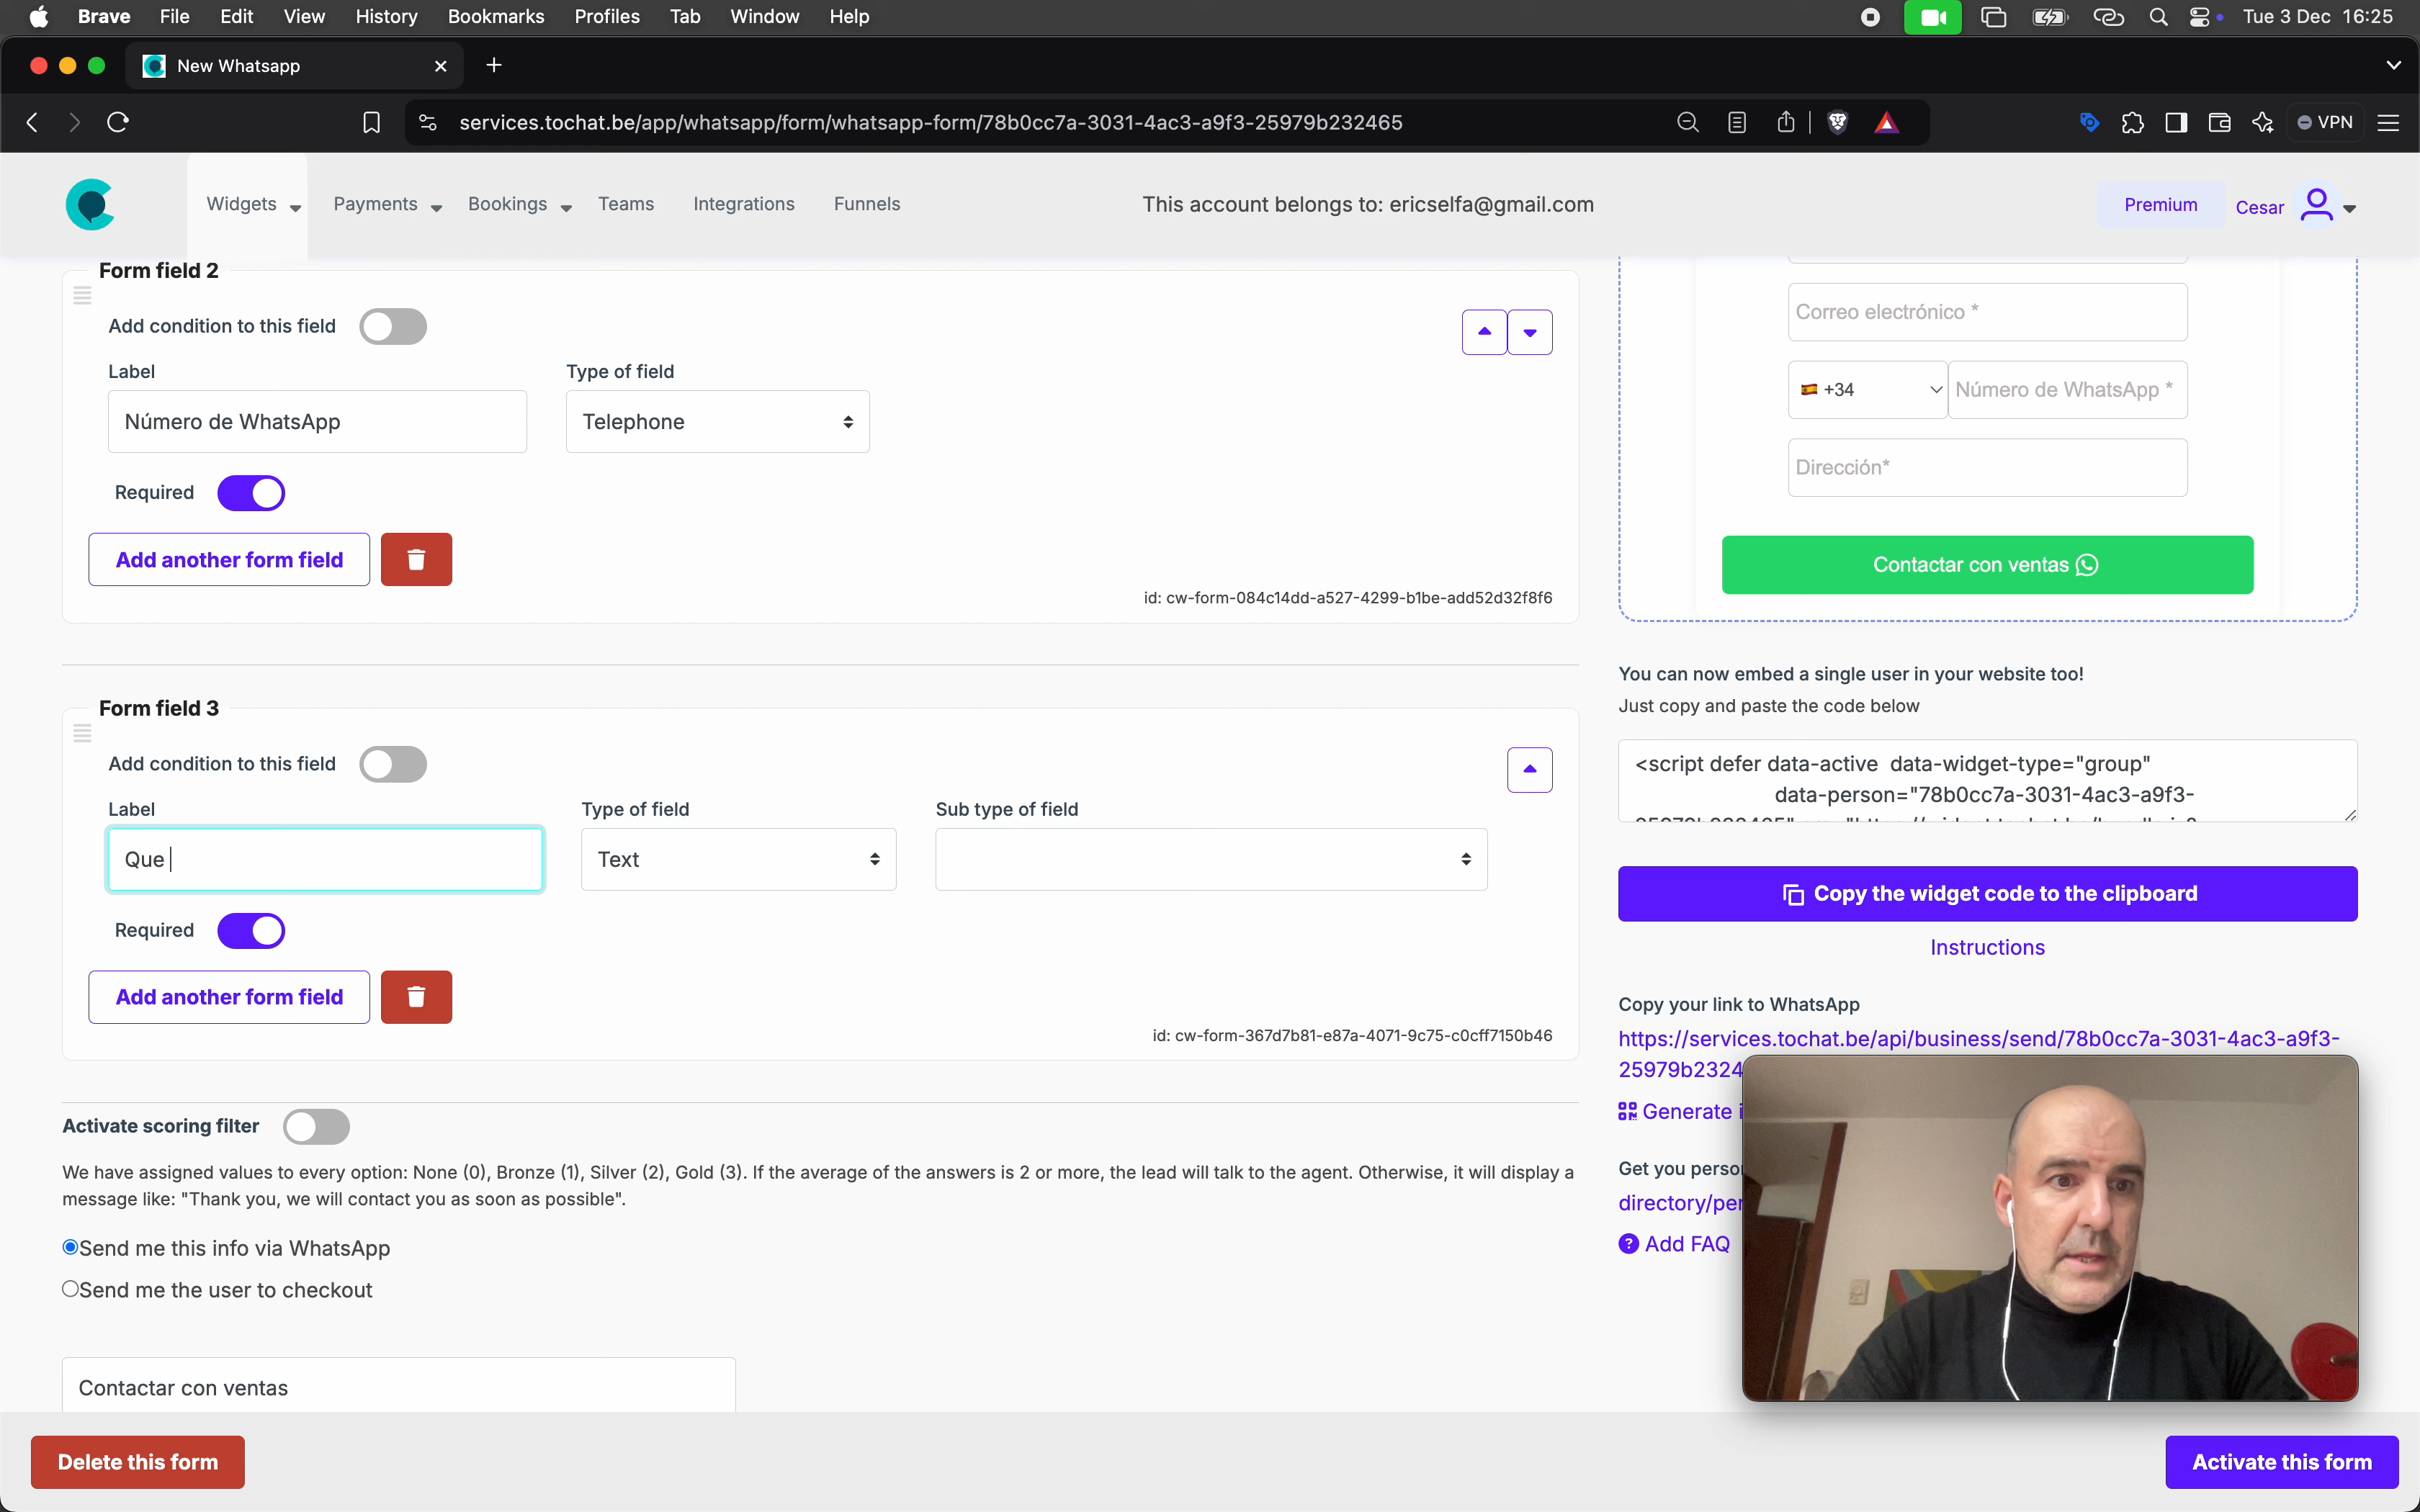 Brave File Edit View History Bookmarks Profiles Tab Window Help Tue 3 Dec 16:25
New Whatsapp
services.tochat.be/app/whatsapp/form/whatsapp-form/78b0cc7a-3031-4ac3-a9f3-25979b232465
VPN
Widgets Payments Bookings Teams Integrations Funnels
This account belongs to: ericselfa@gmail.com
Premium Cesar
Form field 2
Add condition to this field
Label
Type of field
Número de WhatsApp
Telephone
Required
Add another form field
id: cw-form-084c14dd-a527-4299-b1be-add52d32f8f6
Form field 3
Add condition to this field
Label
Type of field
Sub type of field
Que
Text
Required
Add another form field
id: cw-form-367d7b81-e87a-4071-9c75-c0cff7150b46
Activate scoring filter
We have assigned values to every option: None (0), Bronze (1), Silver (2), Gold (3). If the average of the answers is 2 or more, the lead will talk to the agent. Otherwise, it will display a
message like: "Thank you, we will contact you as soon as possible".
Send me this info via WhatsApp
Send me the user to checkout
Contactar con ventas
Delete this form
Correo electrónico *
+34
Número de WhatsApp *
Dirección*
Contactar con ventas
You can now embed a single user in your website too!
Just copy and paste the code below
<script defer data-active data-widget-type="group"
data-person="78b0cc7a-3031-4ac3-a9f3-
Copy the widget code to the clipboard
Instructions
Copy your link to WhatsApp
https://services.tochat.be/api/business/send/78b0cc7a-3031-4ac3-a9f3-
25979b2324
Generate
Get you
directory/
Add FAQ
Activate this form